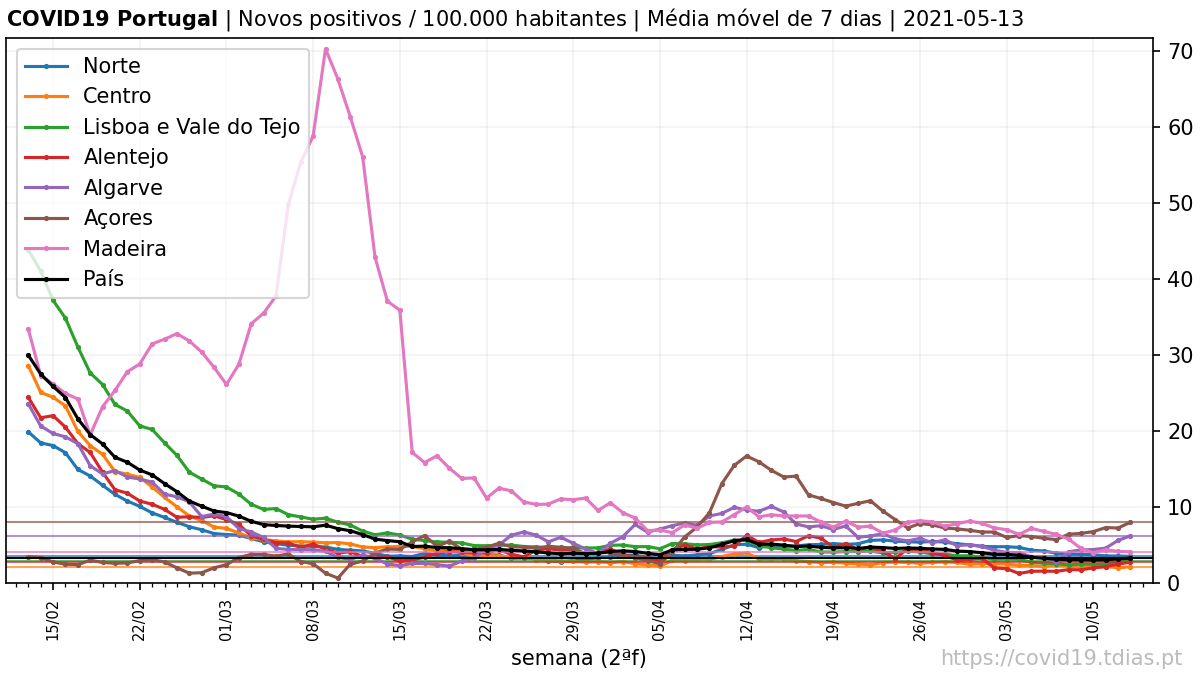 COVID19 Portugal | Novos positivos / 100.000 habitantes | Média móvel de 7 dias | 2021-05-13
Norte
Centro
Lisboa e Vale do Tejo
Alentejo
Algarve
Açores
Madeira
País
70
60
50
40
30
20
10
0
15/02
22/02
01/03
08/03
15/03
22/03
29/03
05/04
12/04
19/04
26/04
03/05
10/05
semana (2ªf)
https://covid19.tdias.pt